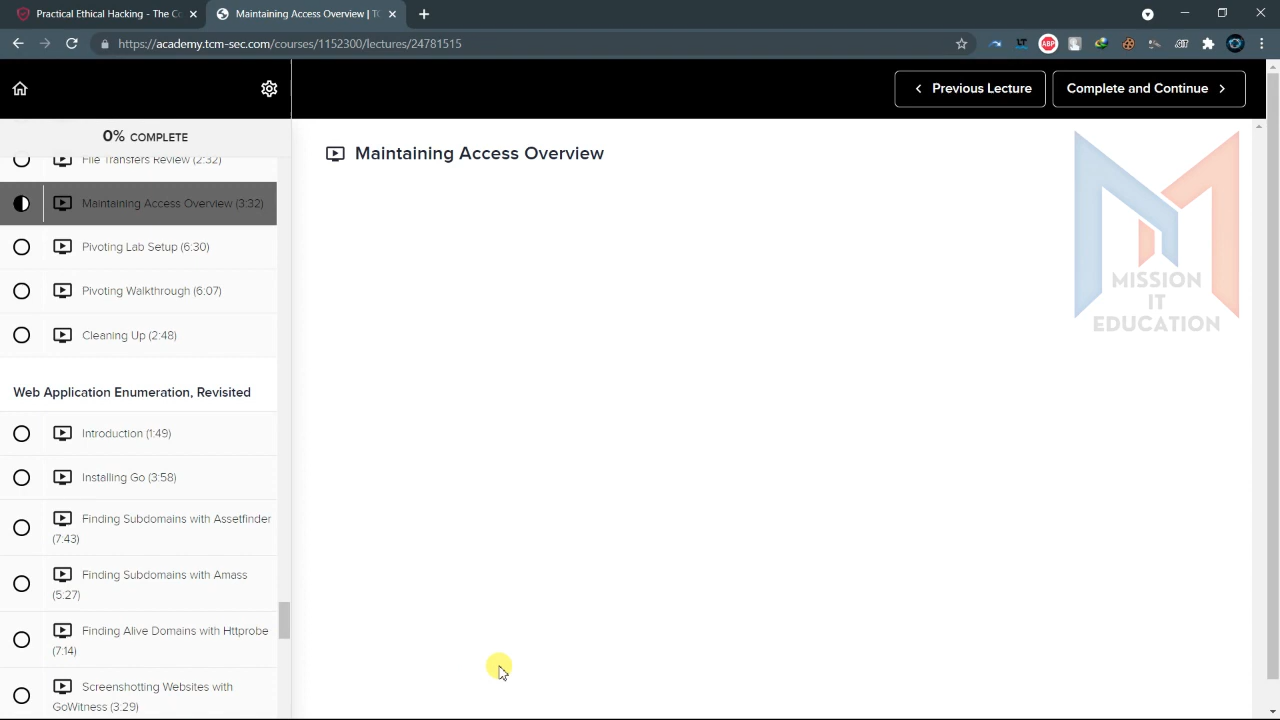 Practical Ethical Hacking - The Co
Maintaining Access Overview | TC
https://academy.tcm-sec.com/courses/1152300/lectures/24781515
ABP
Previous Lecture
Complete and Continue
0% COMPLETE
File Transfers Review (2:32)
Maintaining Access Overview (3:32)
Pivoting Lab Setup (6:30)
Pivoting Walkthrough (6:07)
Cleaning Up (2:48)
Web Application Enumeration, Revisited
Introduction (1:49)
Installing Go (3:58)
Finding Subdomains with Assetfinder
(7:43)
Finding Subdomains with Amass
(5:27)
Finding Alive Domains with Httprobe
(7:14)
Screenshotting Websites with
GoWitness (3:29)
Maintaining Access Overview
MISSION
IT
EDUCATION